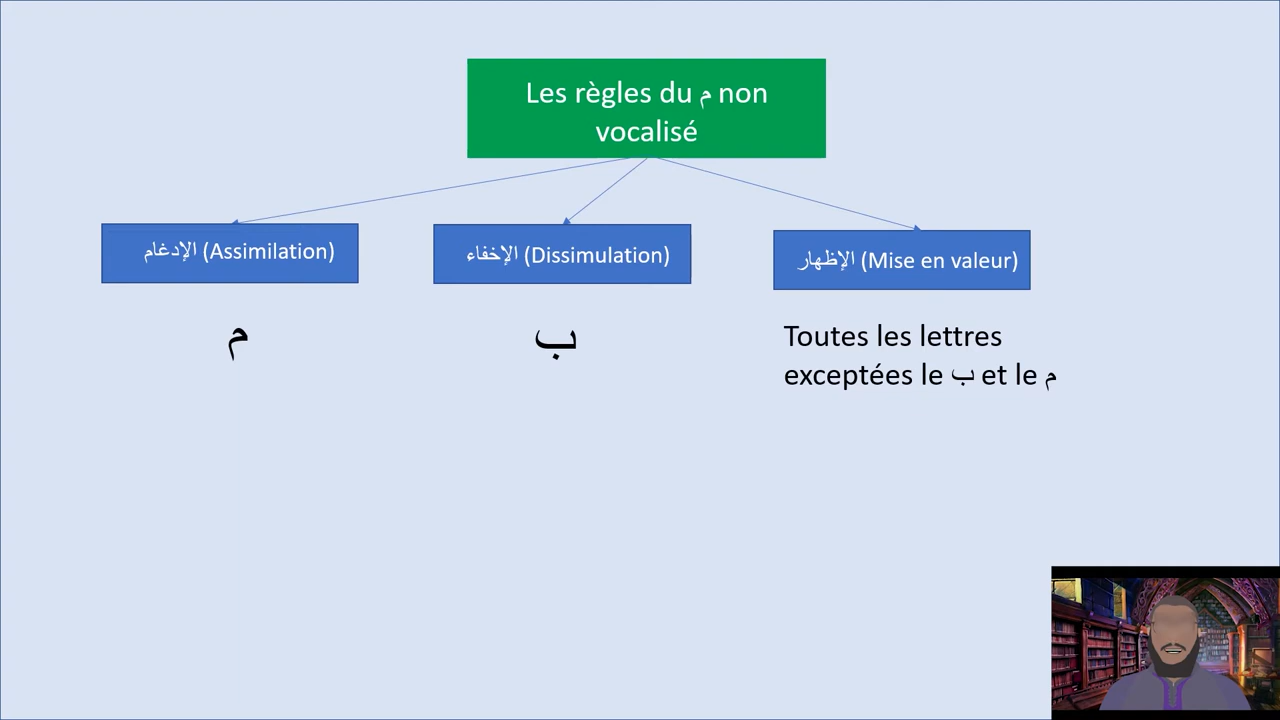 Les règles du م non
vocalisé
الإدغام (Assimilation)
الإخفاء (Dissimulation)
الإظهار (Mise en valeur)
م
ب
Toutes les lettres
exceptées le ب et le م